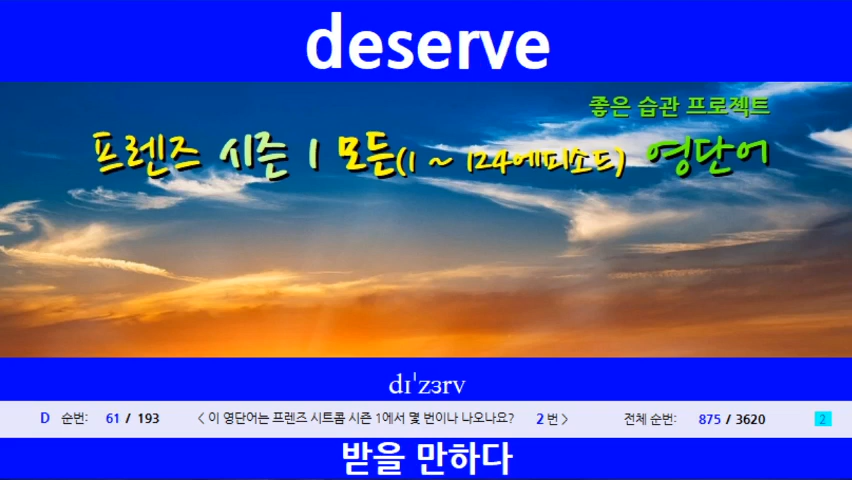 deserve
좋은 습관 프로젝트
프렌즈 시즌 1 모든(1 ~ 124에피소드) 영단어
dɪˈzɜrv
D 순번: 61 / 193 < 이 영단어는 프렌즈 시트콤 시즌 1에서 몇 번이나 나오나요? 2 번 > 전체 순번: 875 / 3620 2
받을 만하다